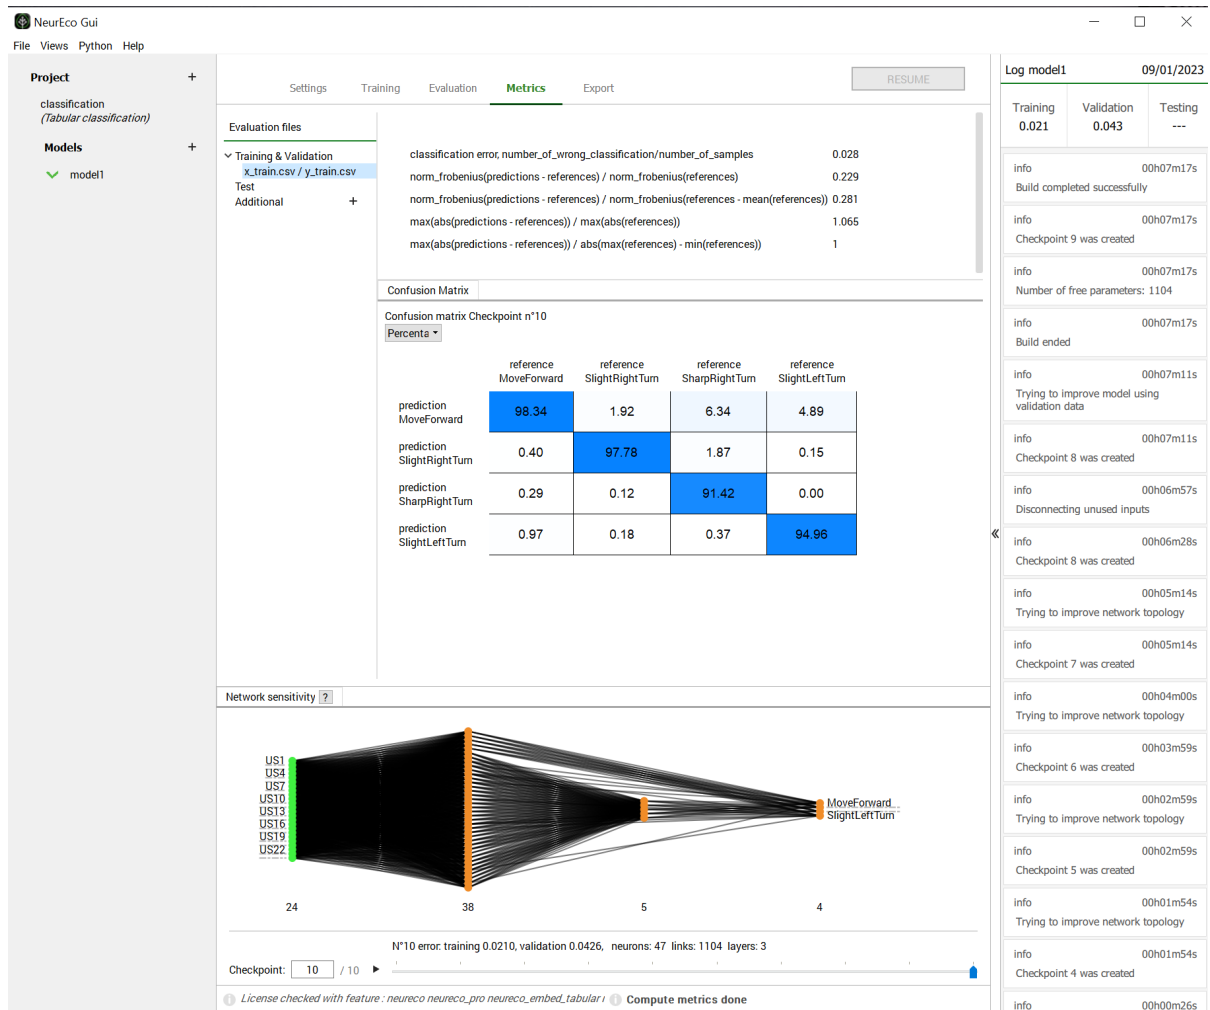 NeurEco Gui
File Views Python Help
Project +
classification
(Tabular classification)
Models +
model1
Settings Training Evaluation Metrics Export
RESUME
Evaluation files
Training & Validation
x_train.csv / y_train.csv
Test
Additional +
classification error, number_of_wrong_classification/number_of_samples 0.028
norm_frobenius(predictions - references) / norm_frobenius(references) 0.229
norm_frobenius(predictions - references) / norm_frobenius(references - mean(references)) 0.281
max(abs(predictions - references)) / max(abs(references)) 1.065
max(abs(predictions - references)) / abs(max(references) - min(references)) 1
Confusion Matrix
Confusion matrix Checkpoint n°10
Percenta
reference MoveForward reference SlightRightTurn reference SharpRightTurn reference SlightLeftTurn
prediction MoveForward 98.34 1.92 6.34 4.89
prediction SlightRightTurn 0.40 97.78 1.87 0.15
prediction SharpRightTurn 0.29 0.12 91.42 0.00
prediction SlightLeftTurn 0.97 0.18 0.37 94.96
Network sensitivity ?
US1
US4
US7
US10
US13
US16
US19
US22
MoveForward
SlightLeftTurn
24 38 5 4
N°10 error: training 0.0210, validation 0.0426, neurons: 47 links: 1104 layers: 3
Checkpoint: 10 / 10
License checked with feature : neureco neureco_pro neureco_embed_tabular
Compute metrics done
Log model1 09/01/2023
Training Validation Testing
0.021 0.043 ---
info 00h07m17s
Build completed successfully
info 00h07m17s
Checkpoint 9 was created
info 00h07m17s
Number of free parameters: 1104
info 00h07m17s
Build ended
info 00h07m11s
Trying to improve model using
validation data
info 00h07m11s
Checkpoint 8 was created
info 00h06m57s
Disconnecting unused inputs
info 00h06m28s
Checkpoint 8 was created
info 00h05m14s
Trying to improve network topology
info 00h05m14s
Checkpoint 7 was created
info 00h04m00s
Trying to improve network topology
info 00h03m59s
Checkpoint 6 was created
info 00h02m59s
Trying to improve network topology
info 00h02m59s
Checkpoint 5 was created
info 00h01m54s
Trying to improve network topology
info 00h01m54s
Checkpoint 4 was created
info 00h00m26s